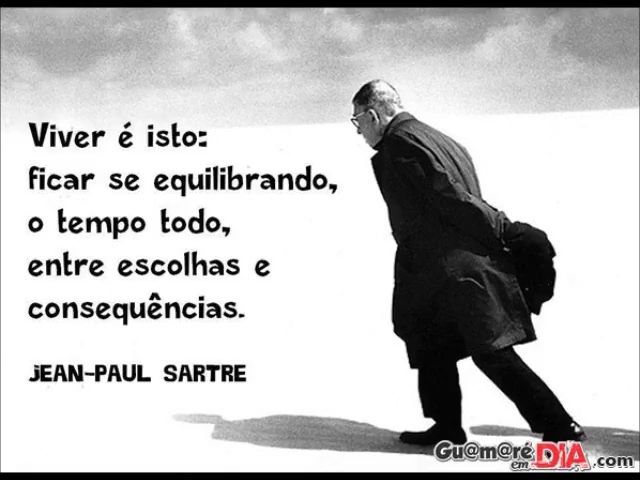 Viver é isto:
ficar se equilibrando,
o tempo todo,
entre escolhas e
consequências.
JEAN-PAUL SARTRE
Gu@m@ré
em DIA.com